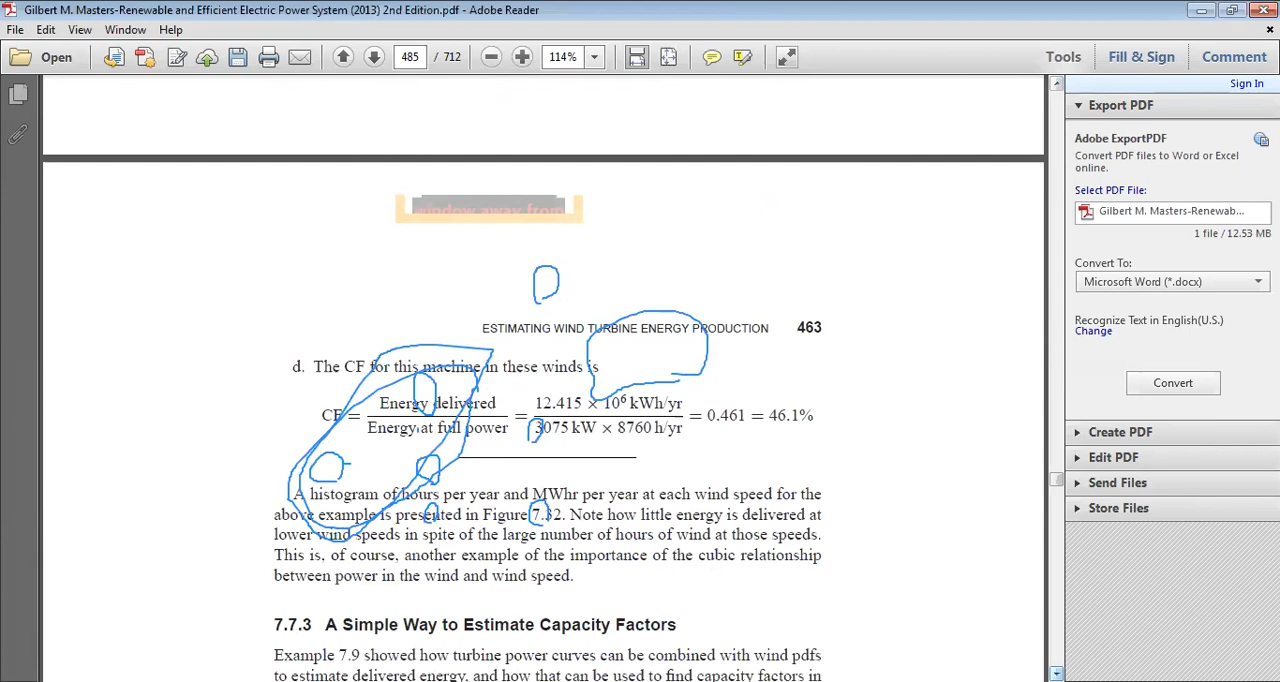 Gilbert M. Masters-Renewable and Efficient Electric Power System (2013) 2nd Edition.pdf - Adobe Reader
File Edit View Window Help
Open 485 / 712 114% Tools Fill & Sign Comment
Sign In
Export PDF
Adobe ExportPDF
Convert PDF files to Word or Excel
online.
Select PDF File:
Gilbert M. Masters-Renewab...
1 file / 12.53 MB
Convert To:
Microsoft Word (*.docx)
Recognize Text in English(U.S.)
Change
Convert
Create PDF
Edit PDF
Send Files
Store Files
window away from
ESTIMATING WIND TURBINE ENERGY PRODUCTION 463
d. The CF for this machine in these winds is
CF = Energy delivered / Energy at full power = 12.415 × 10⁶ kWh/yr / 3075 kW × 8760 h/yr = 0.461 = 46.1%
A histogram of hours per year and MWhr per year at each wind speed for the
above example is presented in Figure 7.32. Note how little energy is delivered at
lower wind speeds in spite of the large number of hours of wind at those speeds.
This is, of course, another example of the importance of the cubic relationship
between power in the wind and wind speed.
7.7.3 A Simple Way to Estimate Capacity Factors
Example 7.9 showed how turbine power curves can be combined with wind pdfs
to estimate delivered energy, and how that can be used to find capacity factors in